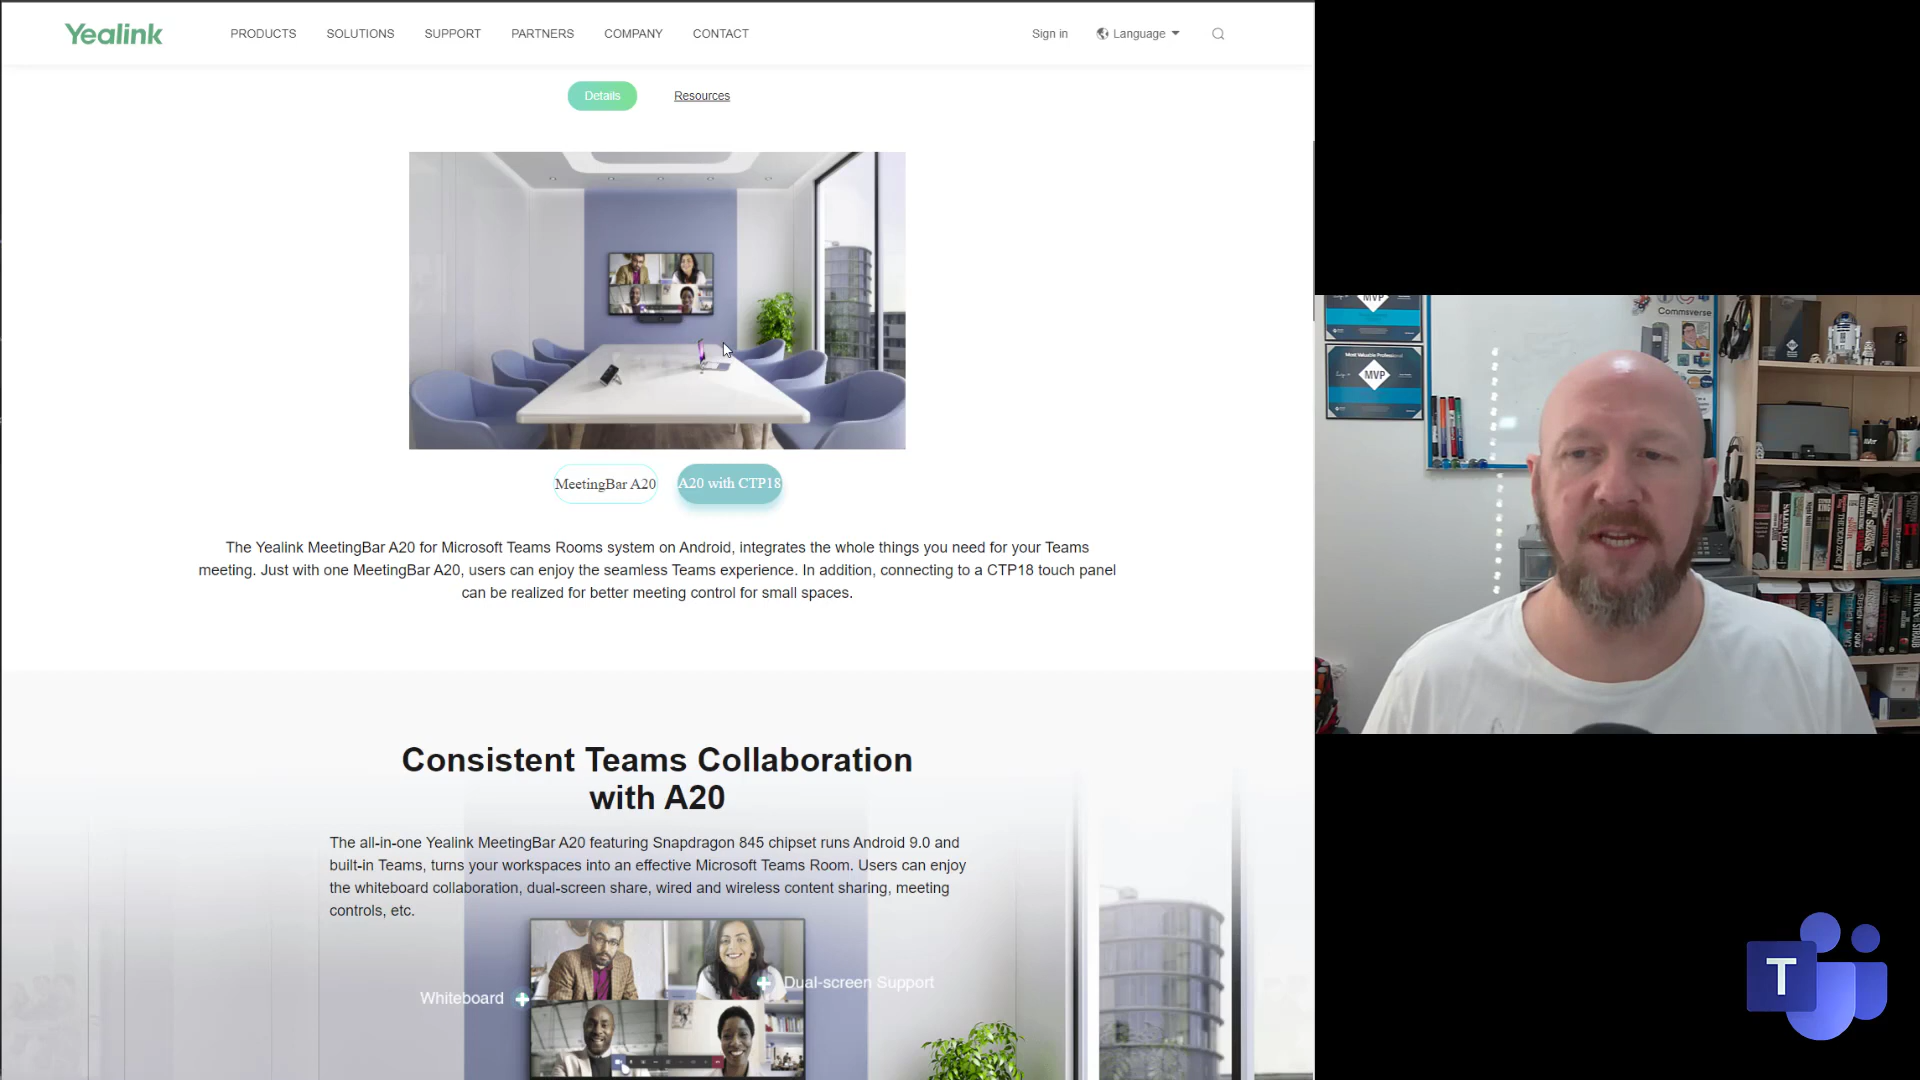 Yealink
PRODUCTS
SOLUTIONS
SUPPORT
PARTNERS
COMPANY
CONTACT
Sign in
Language
Details
Resources
MeetingBar A20
A20 with CTP18
The Yealink MeetingBar A20 for Microsoft Teams Rooms system on Android, integrates the whole things you need for your Teams
meeting. Just with one MeetingBar A20, users can enjoy the seamless Teams experience. In addition, connecting to a CTP18 touch panel
can be realized for better meeting control for small spaces.
Consistent Teams Collaboration
with A20
The all-in-one Yealink MeetingBar A20 featuring Snapdragon 845 chipset runs Android 9.0 and
built-in Teams, turns your workspaces into an effective Microsoft Teams Room. Users can enjoy
the whiteboard collaboration, dual-screen share, wired and wireless content sharing, meeting
controls, etc.
Whiteboard
Dual-screen Support
MVP
Most Valuable Professional
MVP
Commsverse
T